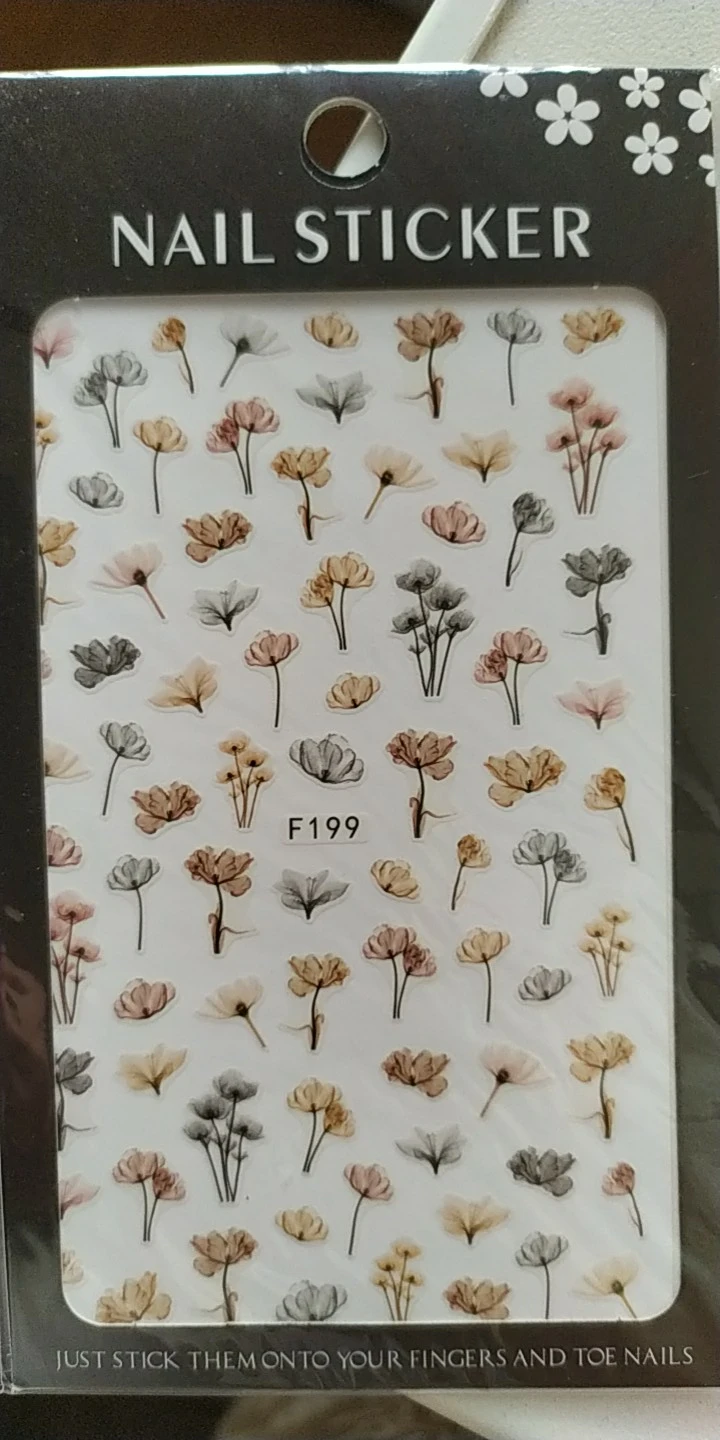 NAIL STICKER
F199
JUST STICK THEM ONTO YOUR FINGERS AND TOE NAILS